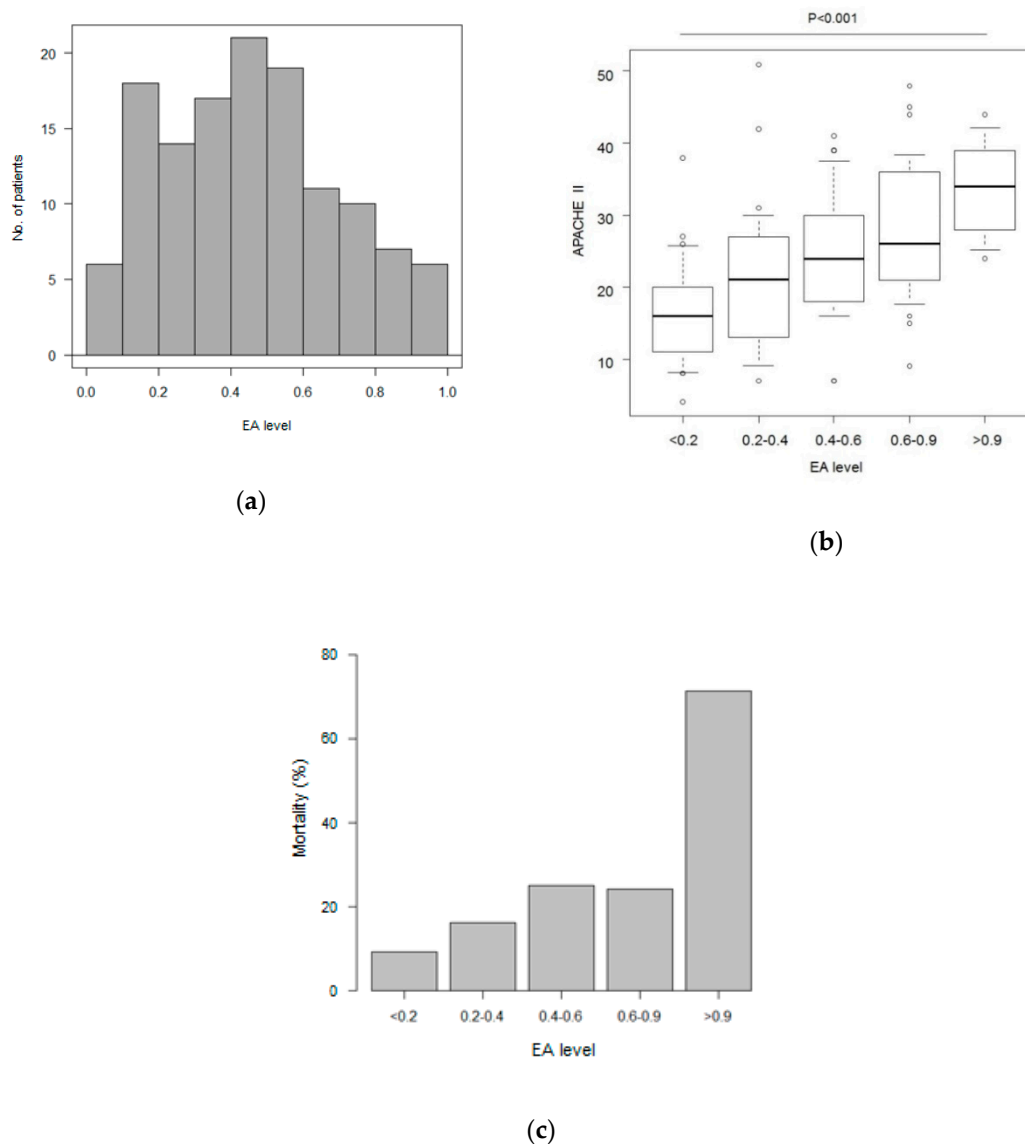 20
15
10
5
0
No. of patients
0.0 0.2 0.4 0.6 0.8 1.0
EA level
(a)
P<0.001
50
40
30
20
10
APACHE II
<0.2 0.2-0.4 0.4-0.6 0.6-0.9 >0.9
EA level
(b)
80
60
40
20
0
Mortality (%)
<0.2 0.2-0.4 0.4-0.6 0.6-0.9 >0.9
EA level
(c)